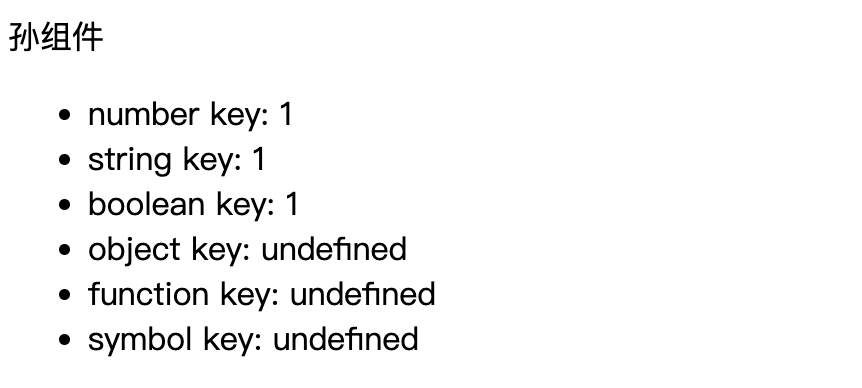 孙组件
number key: 1
string key: 1
boolean key: 1
object key: undefined
function key: undefined
symbol key: undefined